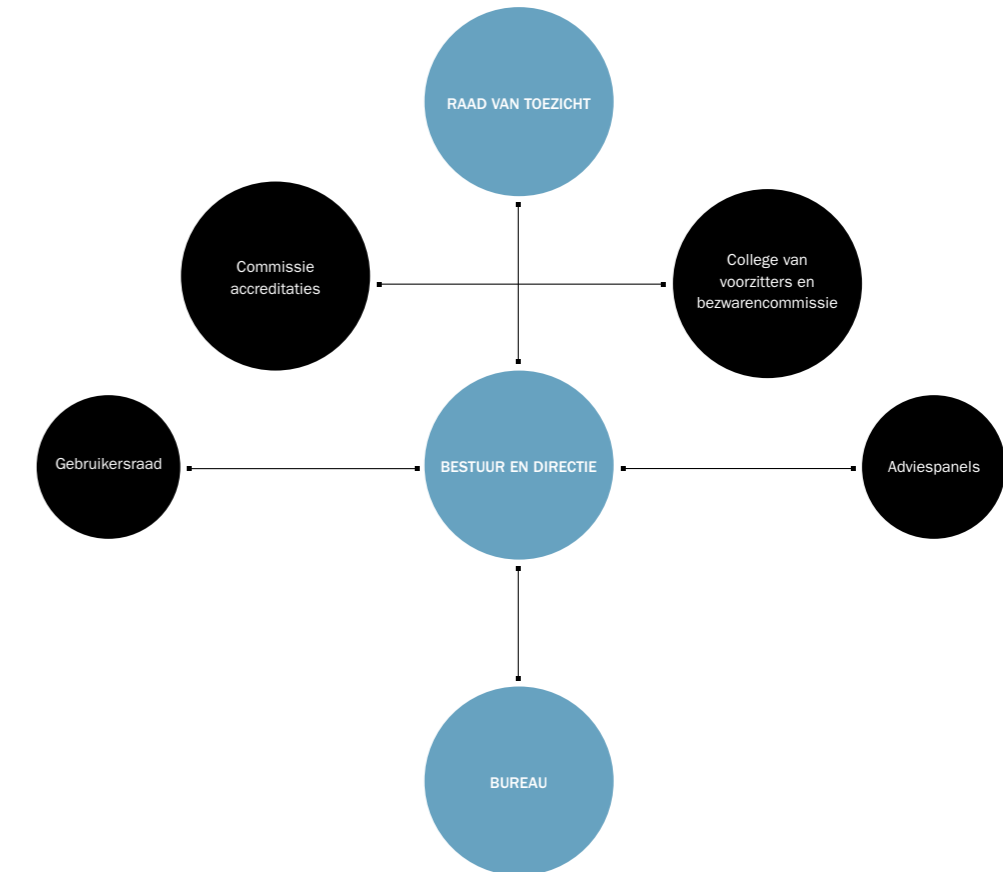 RAAD VAN TOEZICHT
Commissie
accreditaties
College van
voorzitters en
bezwarencommissie
Gebruikersraad
BESTUUR EN DIRECTIE
Adviespanels
BUREAU